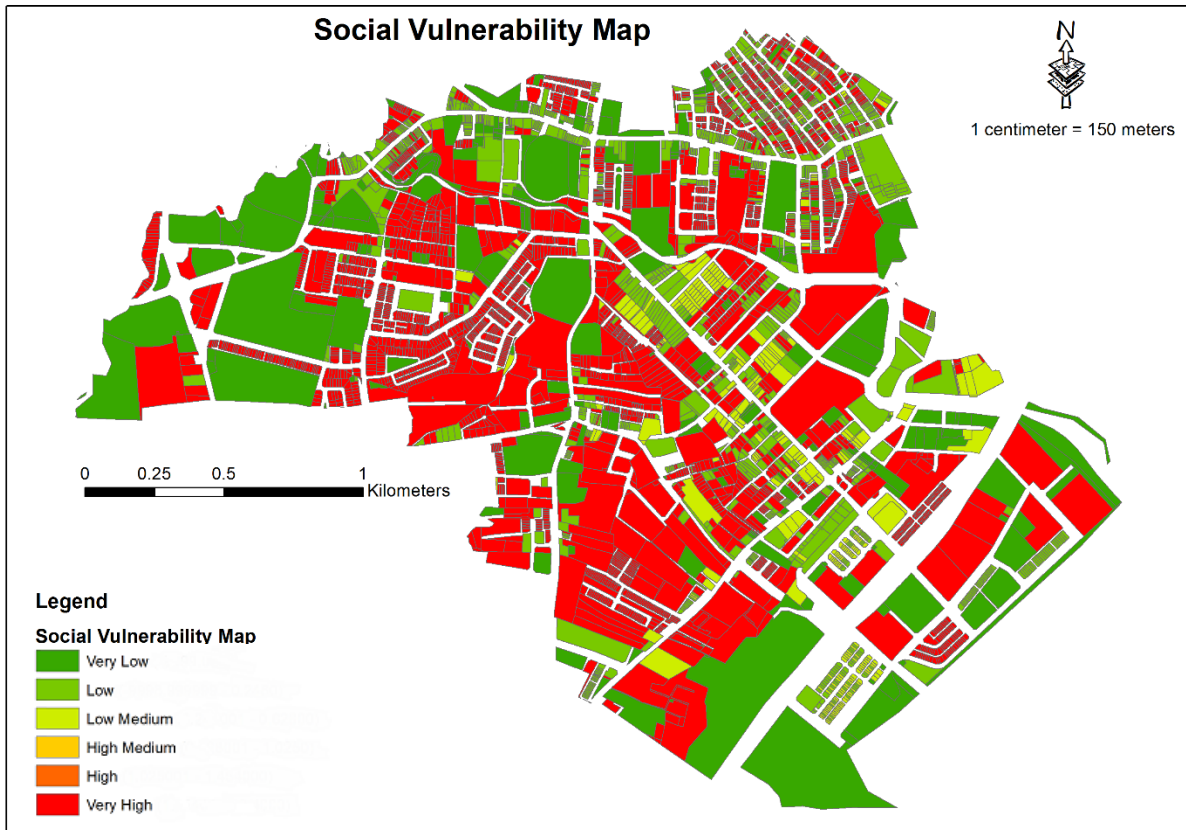 Social Vulnerability Map
N
1 centimeter = 150 meters
0 0.25 0.5 1
Kilometers
Legend
Social Vulnerability Map
Very Low
Low
Low Medium
High Medium
High
Very High